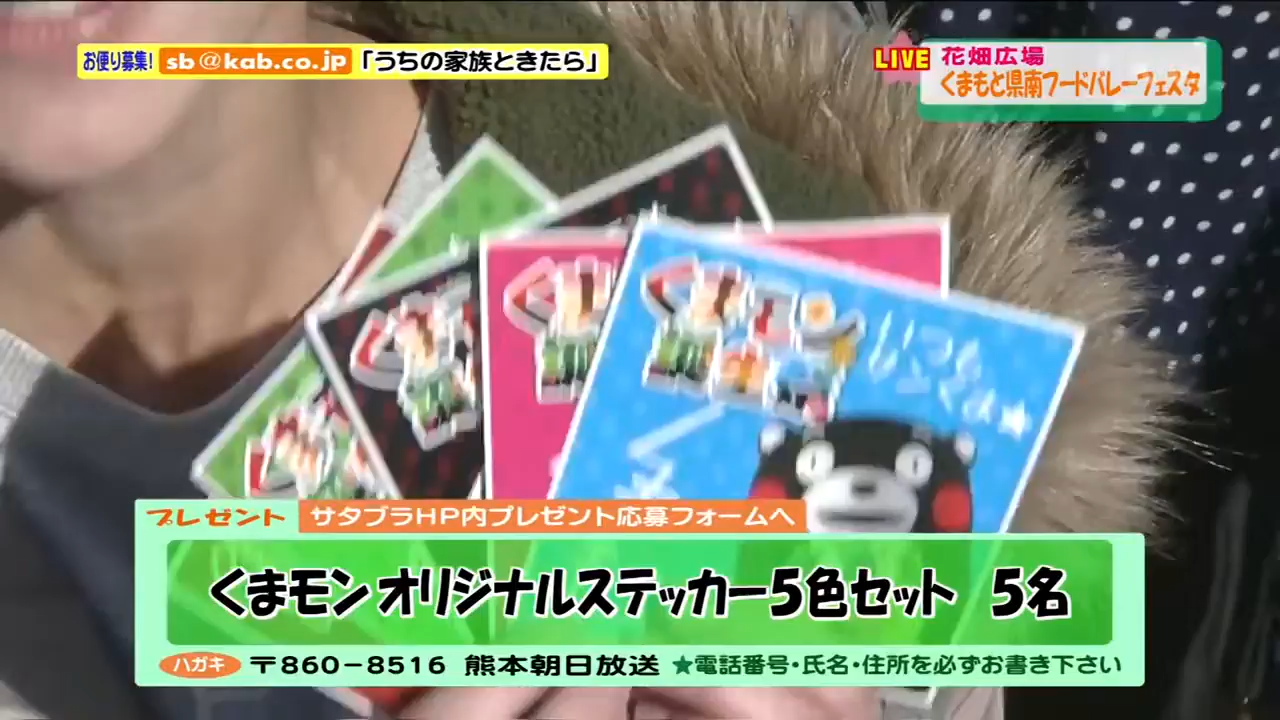 お便り募集! sb@kab.co.jp 「うちの家族ときたら」
LIVE 花畑広場
くまもと県南フードバレーフェスタ
くまモン
プレゼント サタブラHP内プレゼント応募フォームへ
くまモン オリジナルステッカー5色セット 5名
ハガキ 〒860-8516 熊本朝日放送 ★電話番号・氏名・住所を必ずお書き下さい